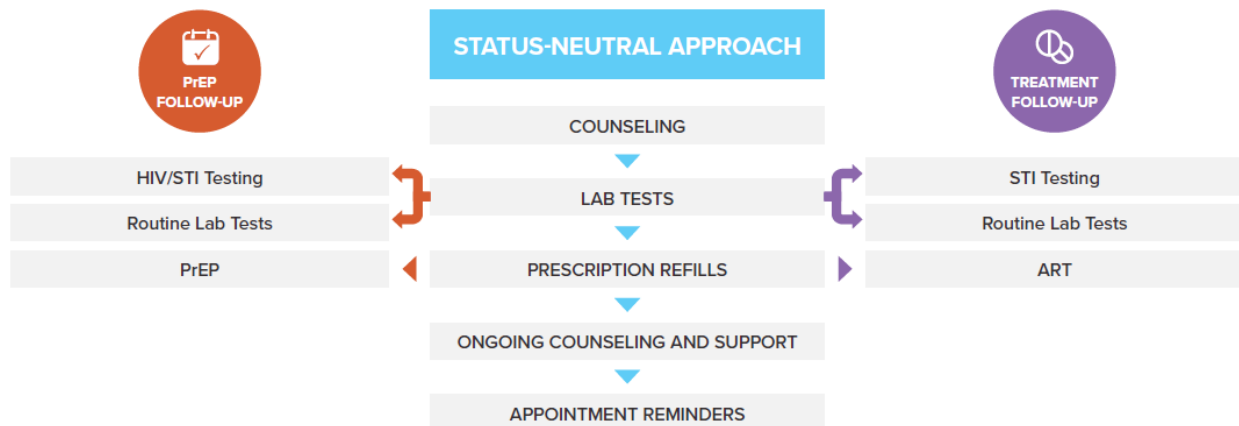 PrEP
FOLLOW-UP
STATUS-NEUTRAL APPROACH
TREATMENT
FOLLOW-UP
COUNSELING
HIV/STI Testing
LAB TESTS
STI Testing
Routine Lab Tests
Routine Lab Tests
PrEP
PRESCRIPTION REFILLS
ART
ONGOING COUNSELING AND SUPPORT
APPOINTMENT REMINDERS